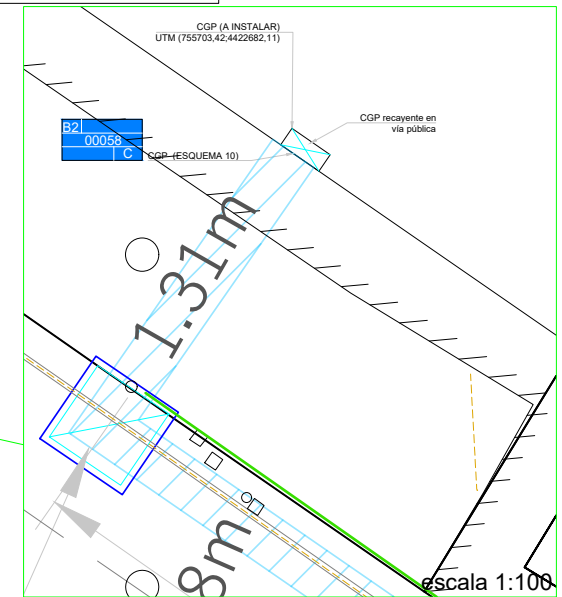 CGP (A INSTALAR)
UTM (755703,42;4422682,11)
CGP recayente en
vía pública
B2
00058
C
CGP (ESQUEMA 10)
1.31m
8m
escala 1:100